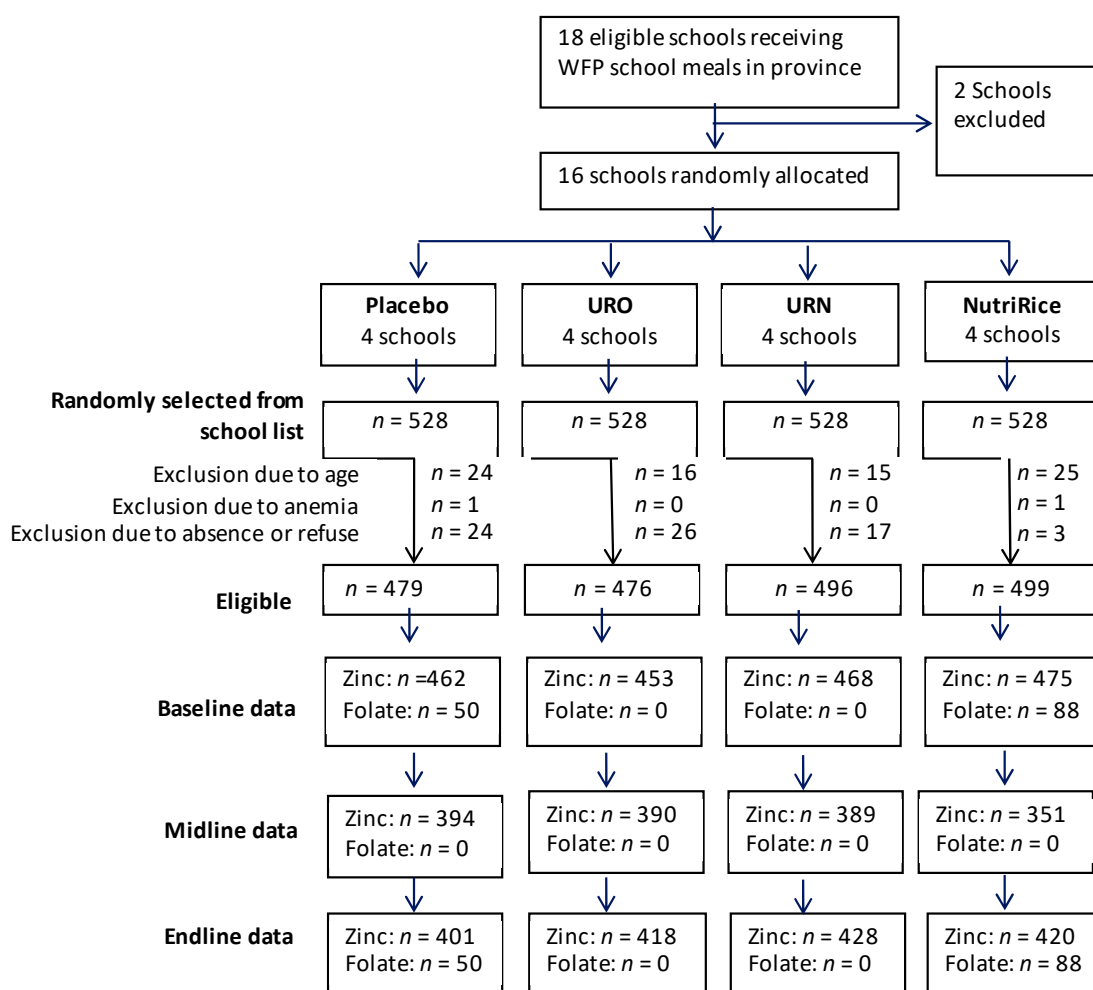 18 eligible schools receiving
WFP school meals in province
2 Schools
excluded
16 schools randomly allocated
Placebo
4 schools
URO
4 schools
URN
4 schools
NutriRice
4 schools
Randomly selected from
school list
n = 528
n = 528
n = 528
n = 528
Exclusion due to age
n = 24
n = 16
n = 15
n = 25
Exclusion due to anemia
n = 1
n = 0
n = 0
n = 1
Exclusion due to absence or refuse
n = 24
n = 26
n = 17
n = 3
Eligible
n = 479
n = 476
n = 496
n = 499
Baseline data
Zinc: n =462
Folate: n = 50
Zinc: n = 453
Folate: n = 0
Zinc: n = 468
Folate: n = 0
Zinc: n = 475
Folate: n = 88
Midline data
Zinc: n = 394
Folate: n = 0
Zinc: n = 390
Folate: n = 0
Zinc: n = 389
Folate: n = 0
Zinc: n = 351
Folate: n = 0
Endline data
Zinc: n = 401
Folate: n = 50
Zinc: n = 418
Folate: n = 0
Zinc: n = 428
Folate: n = 0
Zinc: n = 420
Folate: n = 88